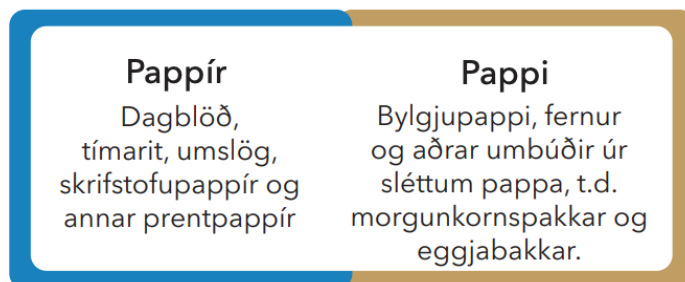 Pappír
Dagblöð,
tímarit, umslög,
skrifstofupappír og
annar prentpappír
Pappi
Bylgjupappi, fernur
og aðrar umbúðir úr
sléttum pappa, t.d.
morgunkornspakkar og
eggjabakkar.